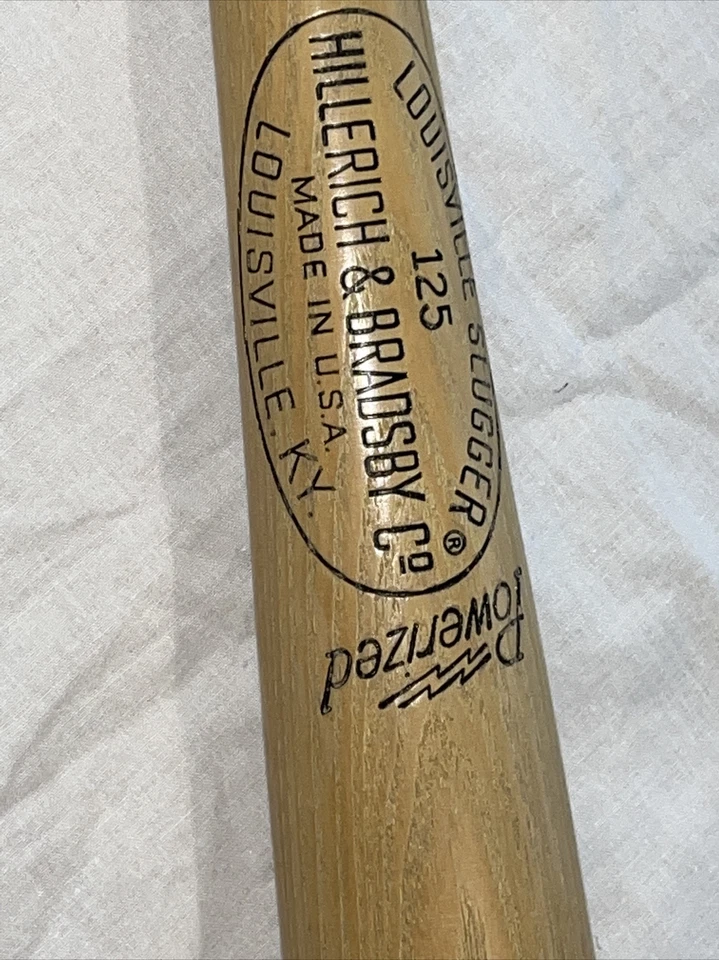 LOUISVILLE SLUGGER®
125
HILLERICH & BRADSBY Cº
MADE IN U.S.A.
LOUISVILLE, KY.
Powerized